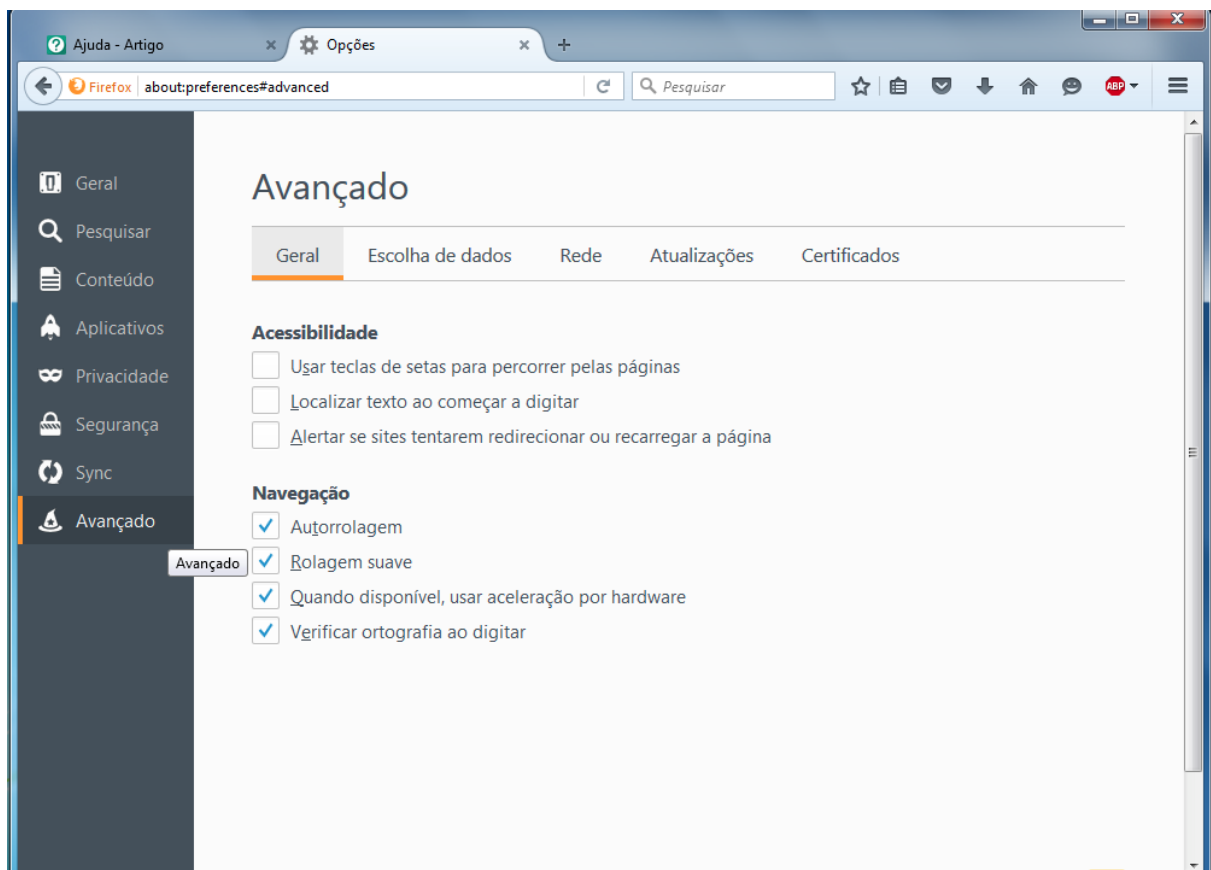 Ajuda - Artigo
Opções
Firefox about:preferences#advanced
Pesquisar
ABP
Geral
Pesquisar
Conteúdo
Aplicativos
Privacidade
Segurança
Sync
Avançado
Avançado
Avançado
Geral Escolha de dados Rede Atualizações Certificados
Acessibilidade
Usar teclas de setas para percorrer pelas páginas
Localizar texto ao começar a digitar
Alertar se sites tentarem redirecionar ou recarregar a página
Navegação
Autorrolagem
Rolagem suave
Quando disponível, usar aceleração por hardware
Verificar ortografia ao digitar